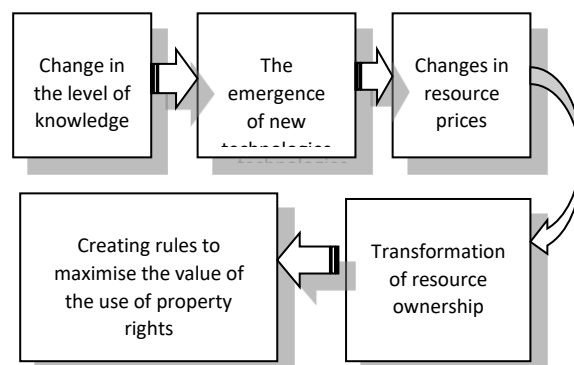 Change in
the level of
knowledge
The
emergence
of new
technologies
Changes in
resource
prices
Transformation
of resource
ownership
Creating rules to
maximise the value of
the use of property
rights